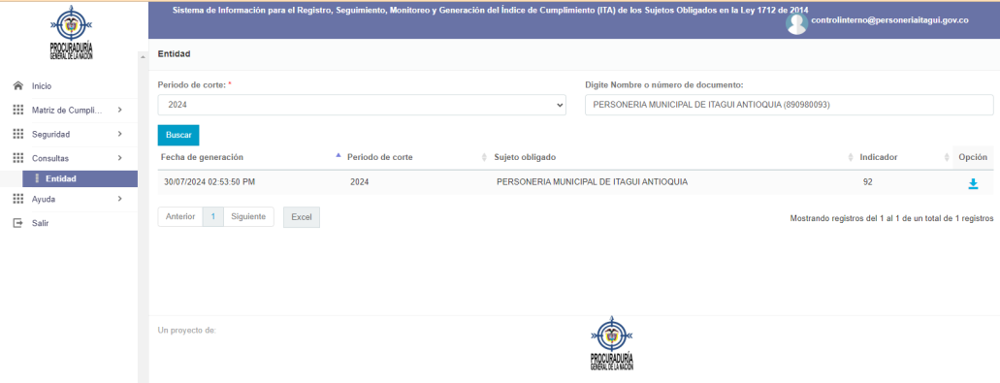 Sistema de Información para el Registro, Seguimiento, Monitoreo y Generación del Índice de Cumplimiento (ITA) de los Sujetos Obligados en la Ley 1712 de 2014
controlinterno@personeriaitagui.gov.co
PROCURADURÍA
GENERAL DE LA NACIÓN
Inicio
Matriz de Cumpli...
Seguridad
Consultas
Entidad
Ayuda
Salir
Entidad
Periodo de corte: *
Digite Nombre o número de documento:
2024
PERSONERIA MUNICIPAL DE ITAGUI ANTIOQUIA (890980093)
Buscar
Fecha de generación Periodo de corte Sujeto obligado Indicador Opción
30/07/2024 02:53:50 PM 2024 PERSONERIA MUNICIPAL DE ITAGUI ANTIOQUIA 92
Anterior 1 Siguiente Excel
Mostrando registros del 1 al 1 de un total de 1 registros
Un proyecto de:
PROCURADURÍA
GENERAL DE LA NACIÓN